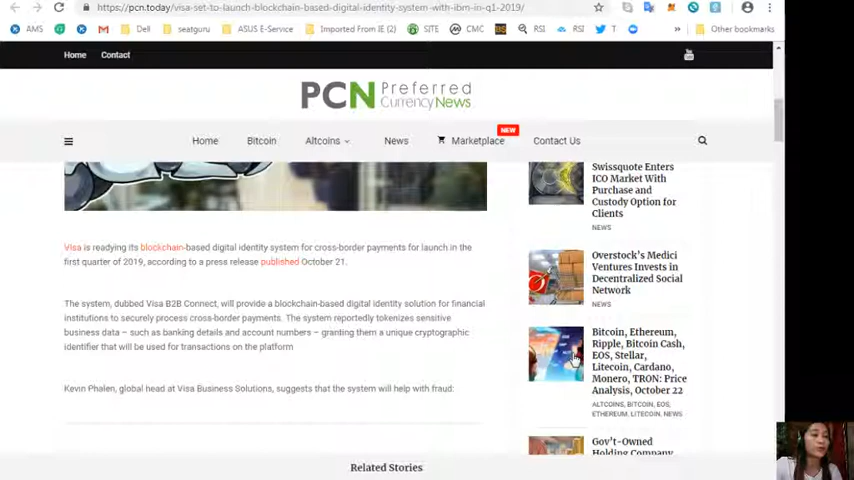 https://pcn.today/visa-set-to-launch-blockchain-based-digital-identity-system-with-ibm-in-q1-2019/
AMS
Dell
seatguru
ASUS E-Service
Imported From IE (2)
SITE
CMC
RSI
RSI
T
Other bookmarks
Home
Contact
PCN Preferred
CurrencyNews
NEW
Home
Bitcoin
Altcoins
News
Marketplace
Contact Us
Visa is readying its blockchain-based digital identity system for cross-border payments for launch in the
first quarter of 2019, according to a press release published October 21.
The system, dubbed Visa B2B Connect, will provide a blockchain-based digital identity solution for financial
institutions to securely process cross-border payments. The system reportedly tokenizes sensitive
business data – such as banking details and account numbers – granting them a unique cryptographic
identifier that will be used for transactions on the platform
Kevin Phalen, global head at Visa Business Solutions, suggests that the system will help with fraud:
Swissquote Enters
ICO Market With
Purchase and
Custody Option for
Clients
NEWS
Overstock's Medici
Ventures Invests in
Decentralized Social
Network
NEWS
Bitcoin, Ethereum,
Ripple, Bitcoin Cash,
EOS, Stellar,
Litecoin, Cardano,
Monero, TRON: Price
Analysis, October 22
ALTCOINS, BITCOIN, EOS,
ETHEREUM, LITECOIN, NEWS
Gov't-Owned
Holding Company
Related Stories